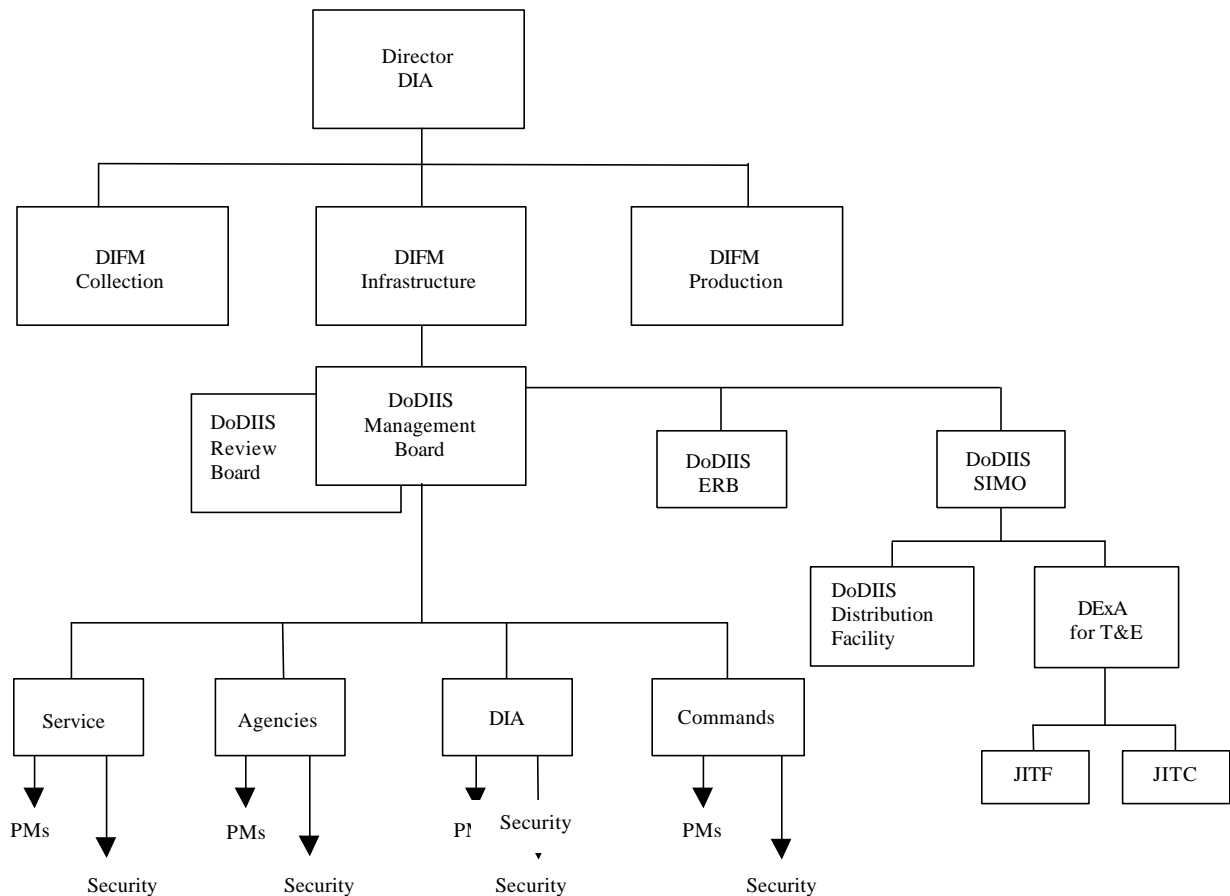 Director
DIA
DIFM
Collection
DIFM
Infrastructure
DIFM
Production
DoDIIS
Review
Board
DoDIIS
Management
Board
DoDIIS
ERB
DoDIIS
SIMO
DoDIIS
Distribution
Facility
DExA
for T&E
Service
Agencies
DIA
Commands
JITF
JITC
PMs
PMs
Security
PMs
Security
Security
Security
Security